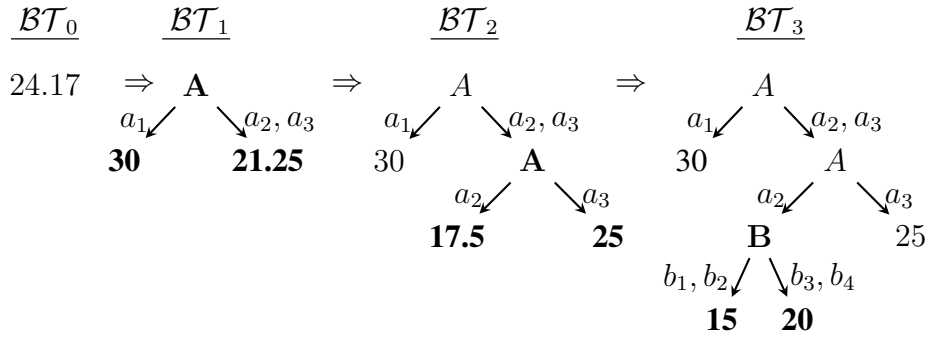 BT₀ BT₁ BT₂ BT₃
24.17 ⇒ A ⇒ A ⇒ A
a₁ a₂, a₃ a₁ a₂, a₃ a₁ a₂, a₃
30 21.25 30 A 30 A
a₂ a₃ a₂ a₃
17.5 25 B 25
b₁, b₂ b₃, b₄
15 20